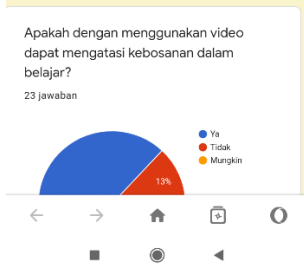 Apakah dengan menggunakan video
dapat mengatasi kebosanan dalam
belajar?
23 jawaban
Ya
Tidak
Mungkin
13%